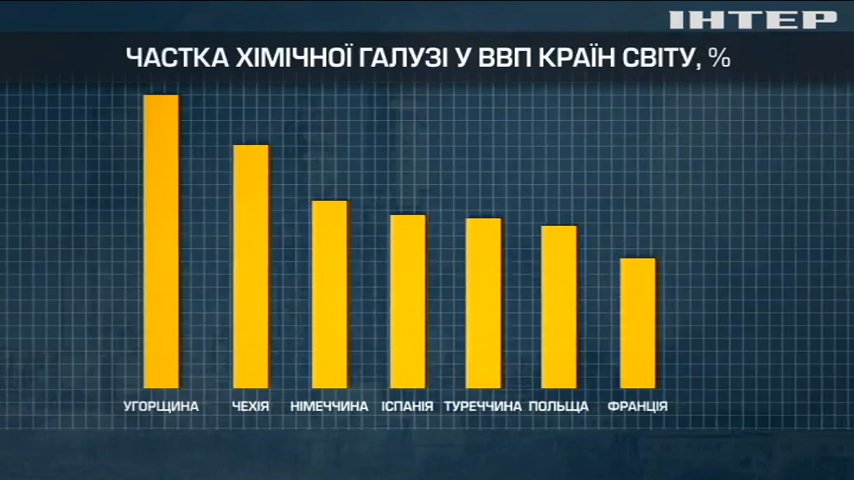 ІНТЕР
ЧАСТКА ХІМІЧНОЇ ГАЛУЗІ У ВВП КРАЇН СВІТУ, %
УГОРЩИНА ЧЕХІЯ НІМЕЧЧИНА ІСПАНІЯ ТУРЕЧЧИНА ПОЛЬЩА ФРАНЦІЯ